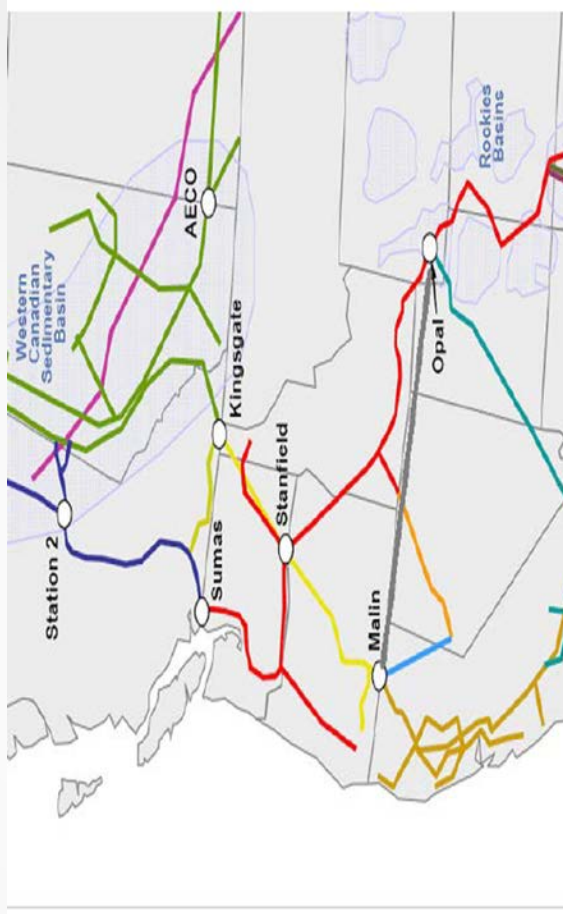 Western
Canadian
Sedimentary
Basin
AECO
Rockies
Basins
Kingsgate
Opal
Stanfield
Station 2
Sumas
Malin